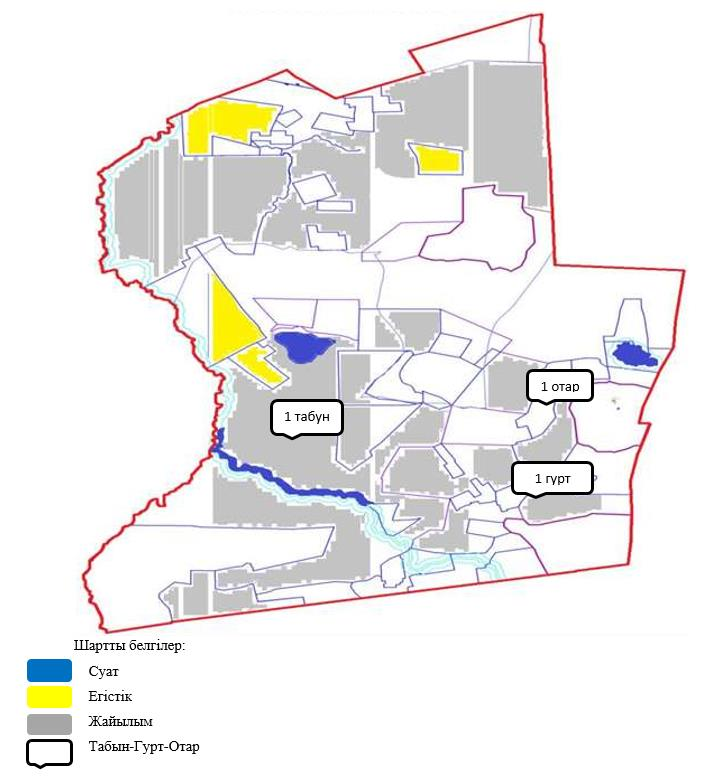 1 отар
1 табун
1 гурт
Шартты белгілер:
Суат
Егістік
Жайылым
Табын-Гурт-Отар